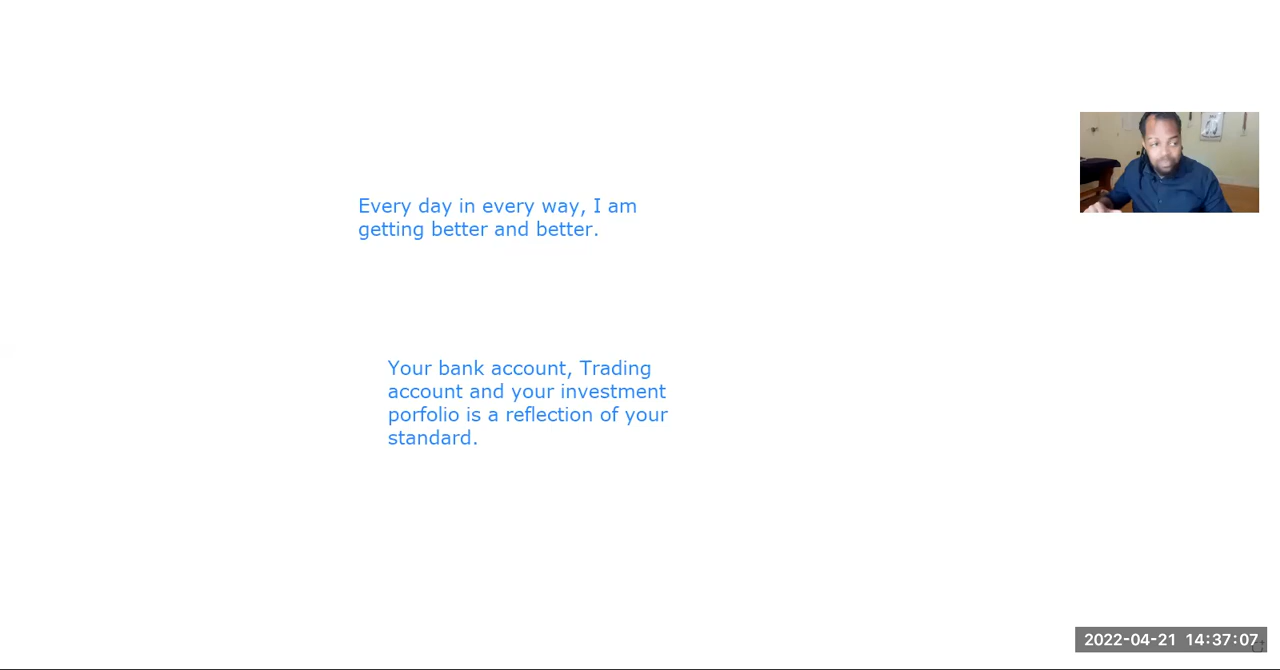 Every day in every way, I am
getting better and better.
Your bank account, Trading
account and your investment
porfolio is a reflection of your
standard.
2022-04-21 14:37:07